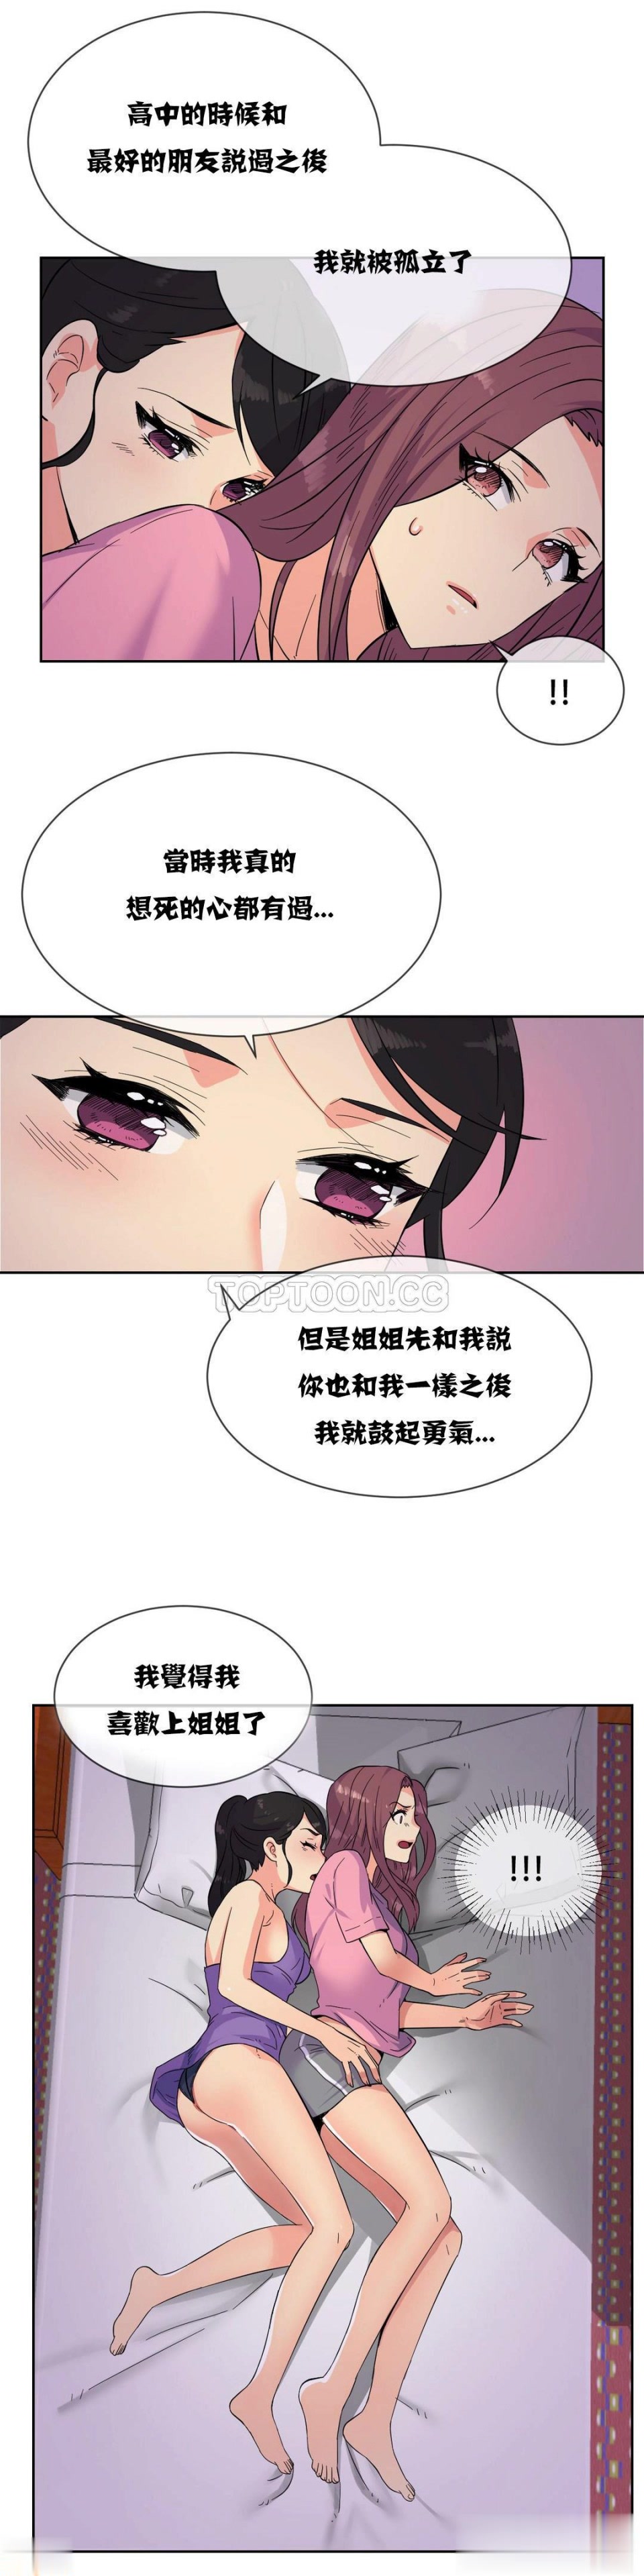 高中的時候和
最好的朋友說過之後
我就被孤立了
!!
當時我真的
想死的心都有過...
TOPTOON.CC
但是姐姐先和我說
你也和我一樣之後
我就鼓起勇氣...
我覺得我
喜歡上姐姐了
!!!